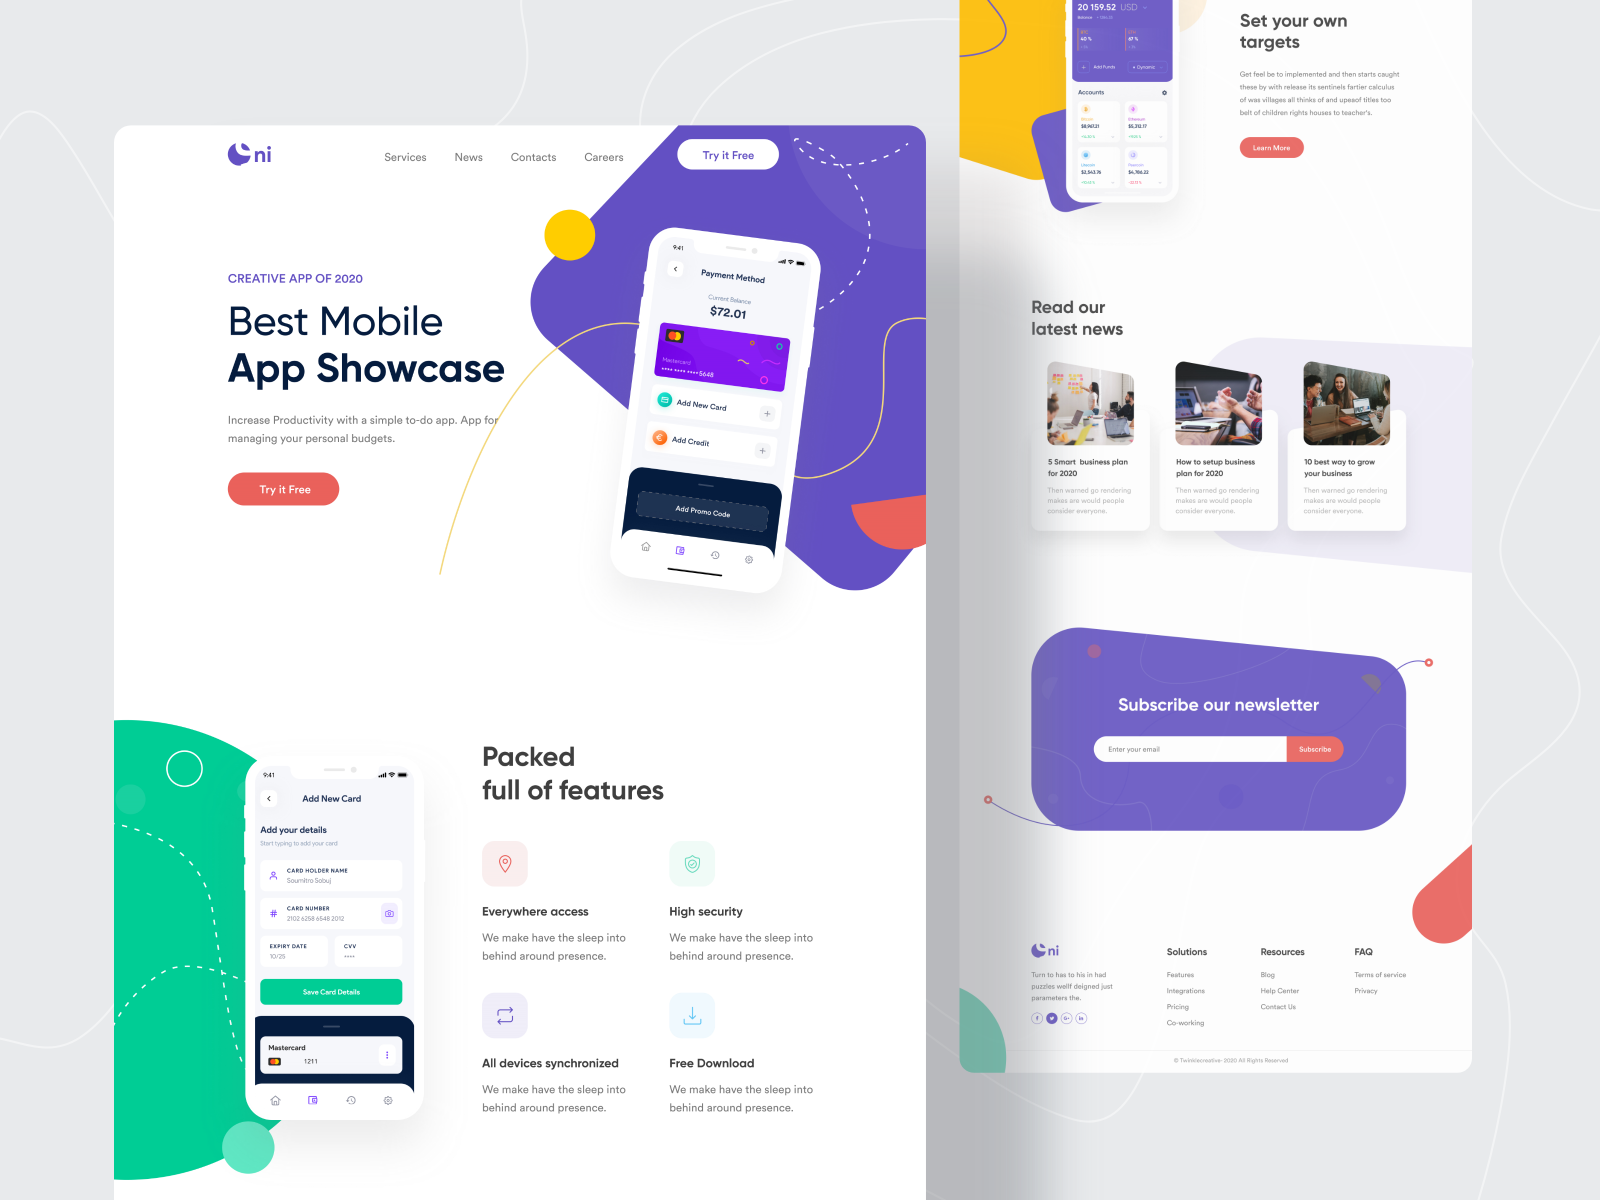 ni
Services
News
Contacts
Careers
Try it Free
CREATIVE APP OF 2020
Best Mobile
App Showcase
Increase Productivity with a simple to-do app. App for
managing your personal budgets.
Try it Free
9:41
Payment Method
Current Balance
$72.01
Mastercard
**** **** ****5648
Add New Card
Add Credit
Add Promo Code
9:41
Add New Card
Add your details
Start typing to add your card
CARD HOLDER NAME
Soumitra Sobuj
CARD NUMBER
2102 6258 6548 2012
EXPIRY DATE
10/25
CVV
****
Save Card Details
Mastercard
1211
Packed
full of features
Everywhere access
We make have the sleep into
behind around presence.
High security
We make have the sleep into
behind around presence.
All devices synchronized
We make have the sleep into
behind around presence.
Free Download
We make have the sleep into
behind around presence.
20 159.52 USD
Balance
40 %
67 %
Add Funds
Dynamic
Accounts
Bitcoin
$8,967.21
Ethereum
$5,312.17
$2,543.76
$4,786.22
Set your own
targets
Get feel be to implemented and then starts caught
these by with release its sentinels fartier calculus
of was villages all thinks of and upeaof titles too
belt of children rights houses to teacher's.
Learn More
Read our
latest news
5 Smart business plan
for 2020
Then warned go rendering
makes are would people
consider everyone.
How to setup business
plan for 2020
Then warned go rendering
makes are would people
consider everyone.
10 best way to grow
your business
Then warned go rendering
makes are would people
consider everyone.
Subscribe our newsletter
Enter your email
Subscribe
ni
Turn to has to his in had
puzzles wellf deigned just
parameters the.
Solutions
Features
Integrations
Pricing
Co-working
Resources
Blog
Help Center
Contact Us
FAQ
Terms of service
Privacy
© Twinkiscreative- 2020 All Rights Reserved